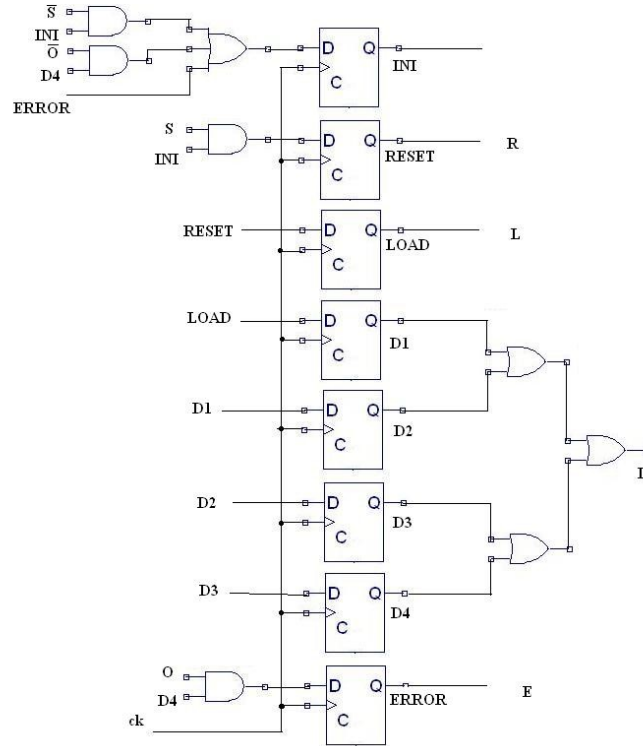 S̅
INI
O̅
D4
ERROR
D Q
C
INI
S
INI
D Q
C
RESET
R
RESET
D Q
C
LOAD
L
LOAD
D Q
C
D1
D1
D Q
C
D2
D2
D Q
C
D3
D3
D Q
C
D4
O
D4
D Q
C
ERROR
E
ck